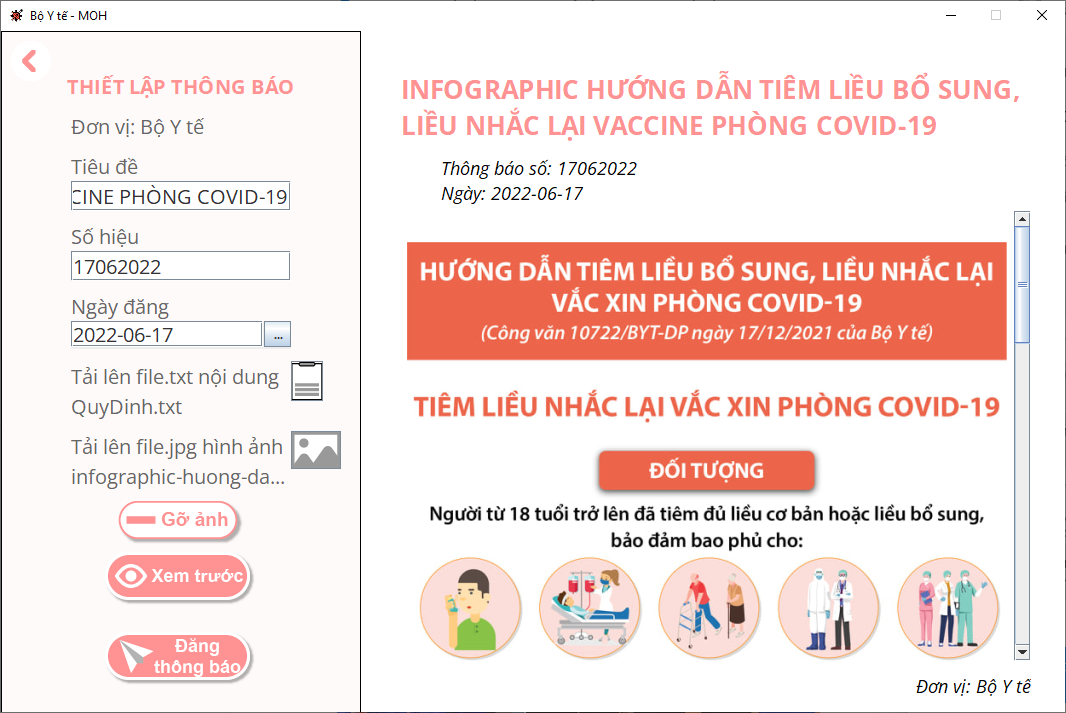 Bộ Y tế - MOH
THIẾT LẬP THÔNG BÁO
Đơn vị: Bộ Y tế
Tiêu đề
CINE PHÒNG COVID-19
Số hiệu
17062022
Ngày đăng
2022-06-17
...
Tải lên file.txt nội dung
QuyDinh.txt
Tải lên file.jpg hình ảnh
infographic-huong-da...
Gỡ ảnh
Xem trước
Đăng
thông báo
INFOGRAPHIC HƯỚNG DẪN TIÊM LIỀU BỔ SUNG,
LIỀU NHẮC LẠI VACCINE PHÒNG COVID-19
Thông báo số: 17062022
Ngày: 2022-06-17
HƯỚNG DẪN TIÊM LIỀU BỔ SUNG, LIỀU NHẮC LẠI
VẮC XIN PHÒNG COVID-19
(Công văn 10722/BYT-DP ngày 17/12/2021 của Bộ Y tế)
TIÊM LIỀU NHẮC LẠI VẮC XIN PHÒNG COVID-19
ĐỐI TƯỢNG
Người từ 18 tuổi trở lên đã tiêm đủ liều cơ bản hoặc liều bổ sung,
bảo đảm bao phủ cho:
Đơn vị: Bộ Y tế